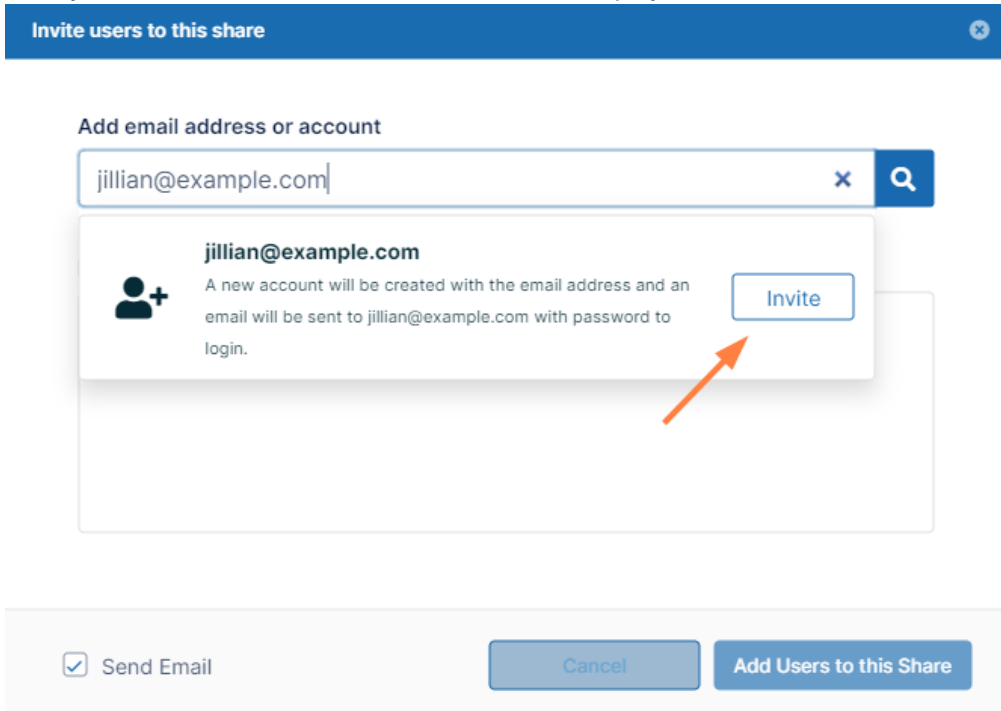 Invite users to this share
Add email address or account
jillian@example.com
jillian@example.com
A new account will be created with the email address and an
email will be sent to jillian@example.com with password to
login.
Invite
Send Email
Cancel
Add Users to this Share